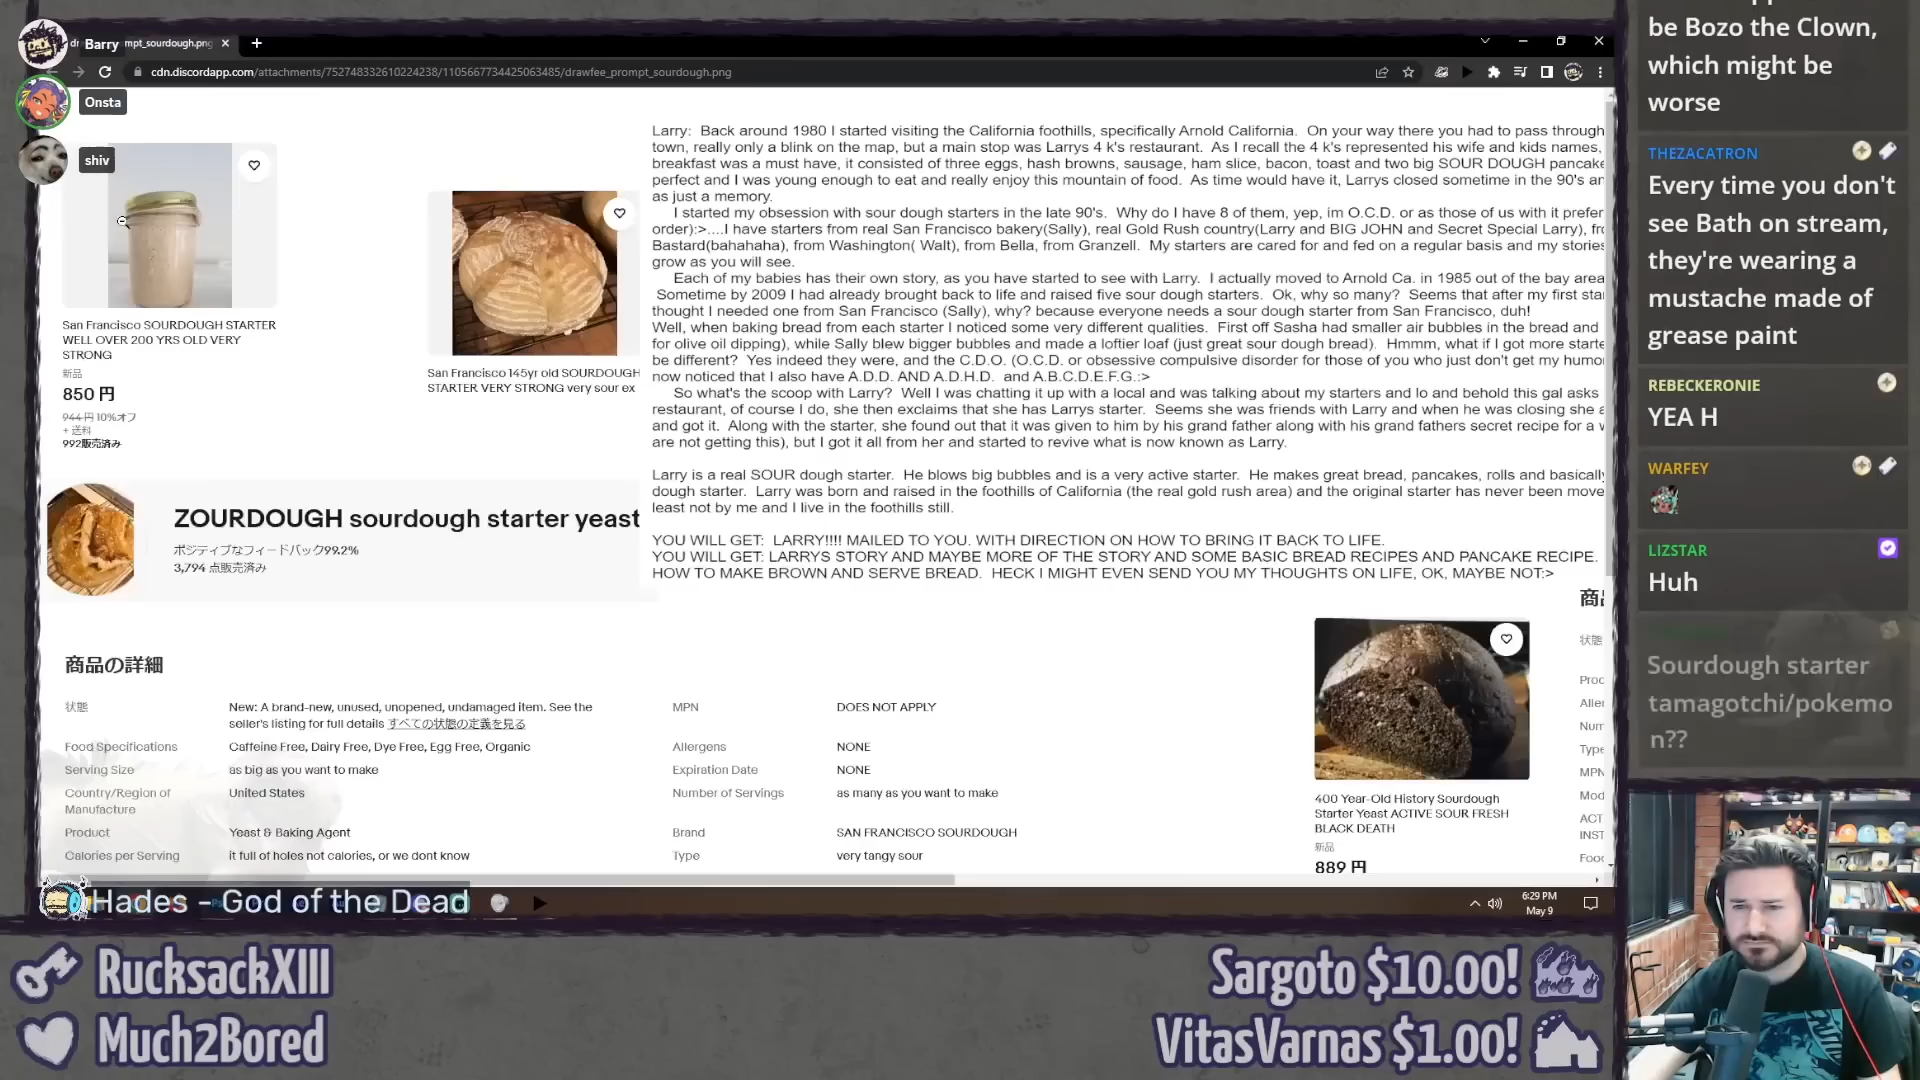 Barry
mpt_sourdough.png
cdn.discordapp.com/attachments/752748332610224238/1105667734425063485/drawfee_prompt_sourdough.png
Onsta
shiv
San Francisco SOURDOUGH STARTER
WELL OVER 200 YRS OLD VERY
STRONG
新品
850 円
944 円 10%オフ
+ 送料
992販売済み
San Francisco 145yr old SOURDOUGH
STARTER VERY STRONG very sour ex
ZOURDOUGH sourdough starter yeast
ポジティブなフィードバック99.2%
3,794 点販売済み
Larry:  Back around 1980 I started visiting the California foothills, specifically Arnold California.  On your way there you had to pass through
town, really only a blink on the map, but a main stop was Larrys 4 k's restaurant.  As I recall the 4 k's represented his wife and kids names,
breakfast was a must have, it consisted of three eggs, hash browns, sausage, ham slice, bacon, toast and two big SOUR DOUGH pancake
perfect and I was young enough to eat and really enjoy this mountain of food.  As time would have it, Larrys closed sometime in the 90's an
as just a memory.
I started my obsession with sour dough starters in the late 90's.  Why do I have 8 of them, yep, im O.C.D. or as those of us with it prefer
order):>....I have starters from real San Francisco bakery(Sally), real Gold Rush country(Larry and BIG JOHN and Secret Special Larry), fro
Bastard(bahahaha), from Washington( Walt), from Bella, from Granzell.  My starters are cared for and fed on a regular basis and my stories
grow as you will see.
Each of my babies has their own story, as you have started to see with Larry.  I actually moved to Arnold Ca. in 1985 out of the bay area
Sometime by 2009 I had already brought back to life and raised five sour dough starters.  Ok, why so many?  Seems that after my first star
thought I needed one from San Francisco (Sally), why? because everyone needs a sour dough starter from San Francisco, duh!
Well, when baking bread from each starter I noticed some very different qualities.  First off Sasha had smaller air bubbles in the bread and
for olive oil dipping), while Sally blew bigger bubbles and made a loftier loaf (just great sour dough bread).  Hmmm, what if I got more starte
be different?  Yes indeed they were, and the C.D.O. (O.C.D. or obsessive compulsive disorder for those of you who just don't get my humo
now noticed that I also have A.D.D. AND A.D.H.D.  and A.B.C.D.E.F.G.:>
So what's the scoop with Larry?  Well I was chatting it up with a local and was talking about my starters and lo and behold this gal asks
restaurant, of course I do, she then exclaims that she has Larrys starter.  Seems she was friends with Larry and when he was closing she a
and got it.  Along with the starter, she found out that it was given to him by his grand father along with his grand fathers secret recipe for a w
are not getting this), but I got it all from her and started to revive what is now known as Larry.
Larry is a real SOUR dough starter.  He blows big bubbles and is a very active starter.  He makes great bread, pancakes, rolls and basically
dough starter.  Larry was born and raised in the foothills of California (the real gold rush area) and the original starter has never been move
least not by me and I live in the foothills still.
YOU WILL GET:  LARRY!!!! MAILED TO YOU. WITH DIRECTION ON HOW TO BRING IT BACK TO LIFE.
YOU WILL GET: LARRYS STORY AND MAYBE MORE OF THE STORY AND SOME BASIC BREAD RECIPES AND PANCAKE RECIPE.
HOW TO MAKE BROWN AND SERVE BREAD.  HECK I MIGHT EVEN SEND YOU MY THOUGHTS ON LIFE, OK, MAYBE NOT:>
商品の詳細
状態
New: A brand-new, unused, unopened, undamaged item. See the
seller's listing for full details すべての状態の定義を見る
MPN
DOES NOT APPLY
Food Specifications
Caffeine Free, Dairy Free, Dye Free, Egg Free, Organic
Allergens
NONE
Serving Size
as big as you want to make
Expiration Date
NONE
Country/Region of
Manufacture
United States
Number of Servings
as many as you want to make
Product
Yeast & Baking Agent
Brand
SAN FRANCISCO SOURDOUGH
Calories per Serving
it full of holes not calories, or we dont know
Type
very tangy sour
400 Year-Old History Sourdough
Starter Yeast ACTIVE SOUR FRESH
BLACK DEATH
新品
889 円
状態
Proc
Aller
Num
Type
MPN
Mod
ACT
INST
Food
Hades - God of the Dead
6:29 PM
May 9
RucksackXIII
Much2Bored
Sargoto $10.00!
VitasVarnas $1.00!
be Bozo the Clown,
which might be
worse
THEZACATRON
Every time you don't
see Bath on stream,
they're wearing a
mustache made of
grease paint
REBECKERONIE
YEA H
WARFEY
LIZSTAR
Huh
Sourdough starter
tamagotchi/pokemo
n??